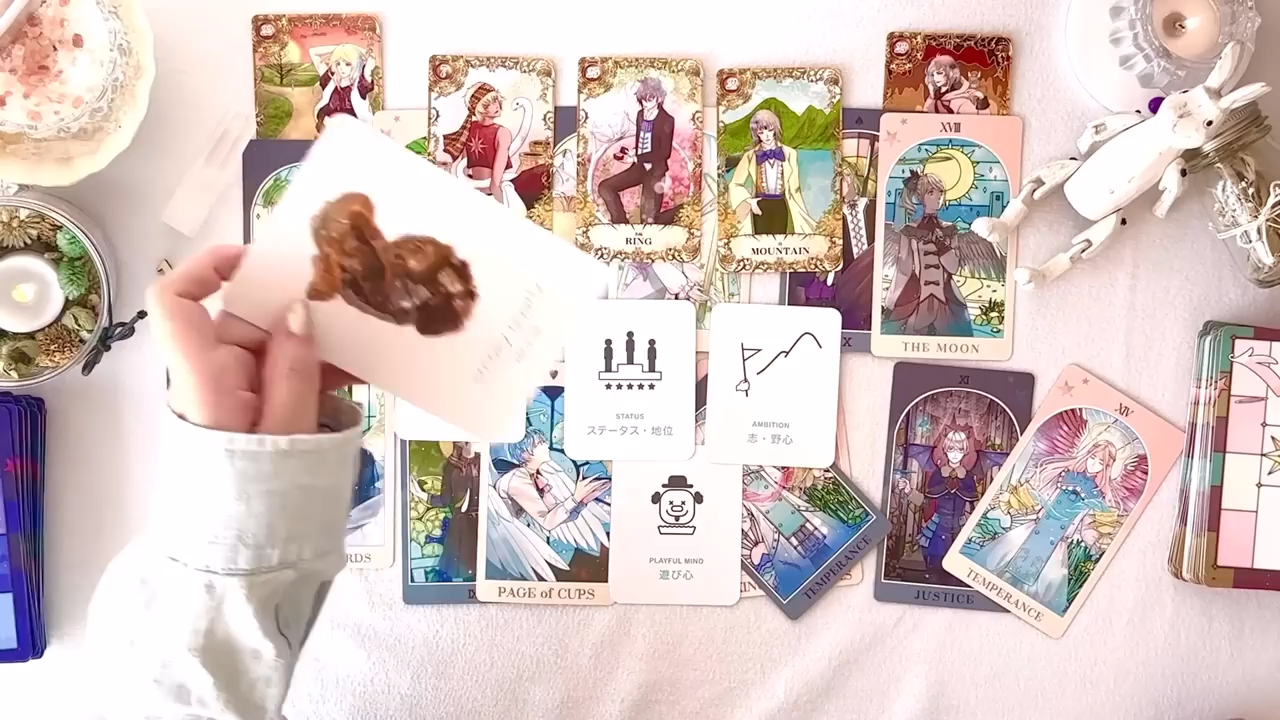 RING
MOUNTAIN
XVIII
THE MOON
STATUS
ステータス・地位
AMBITION
志・野心
PLAYFUL MIND
遊び心
RDS
PAGE of CUPS
TEMPERANCE
XI
JUSTICE
XIV
TEMPERANCE